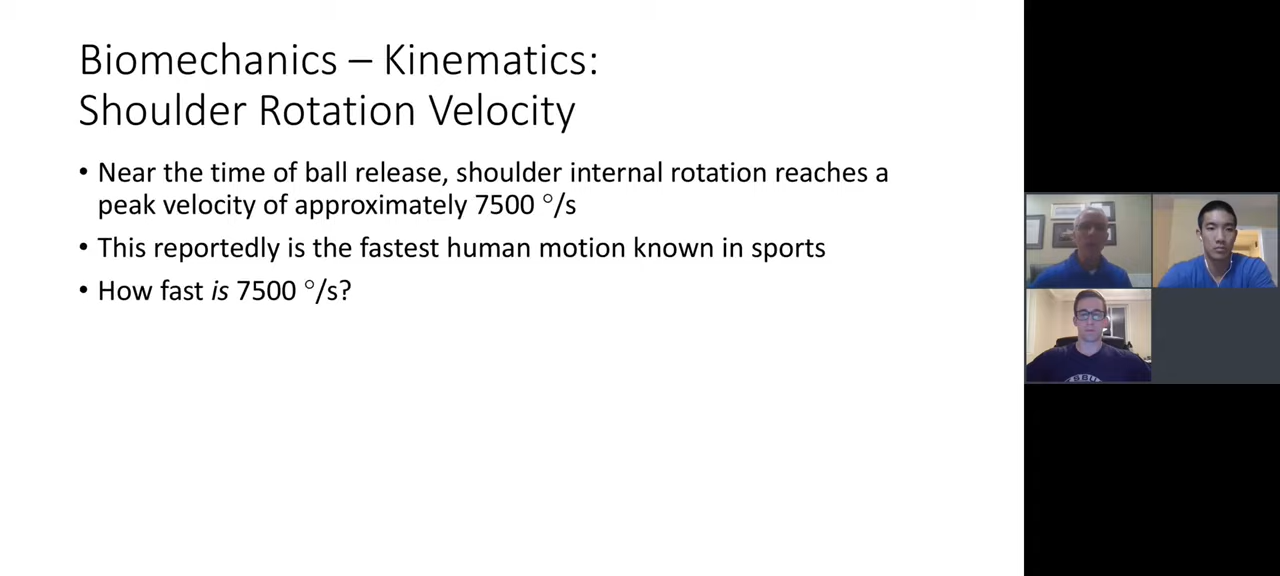 Biomechanics – Kinematics:
Shoulder Rotation Velocity
• Near the time of ball release, shoulder internal rotation reaches a
peak velocity of approximately 7500 °/s
• This reportedly is the fastest human motion known in sports
• How fast is 7500 °/s?